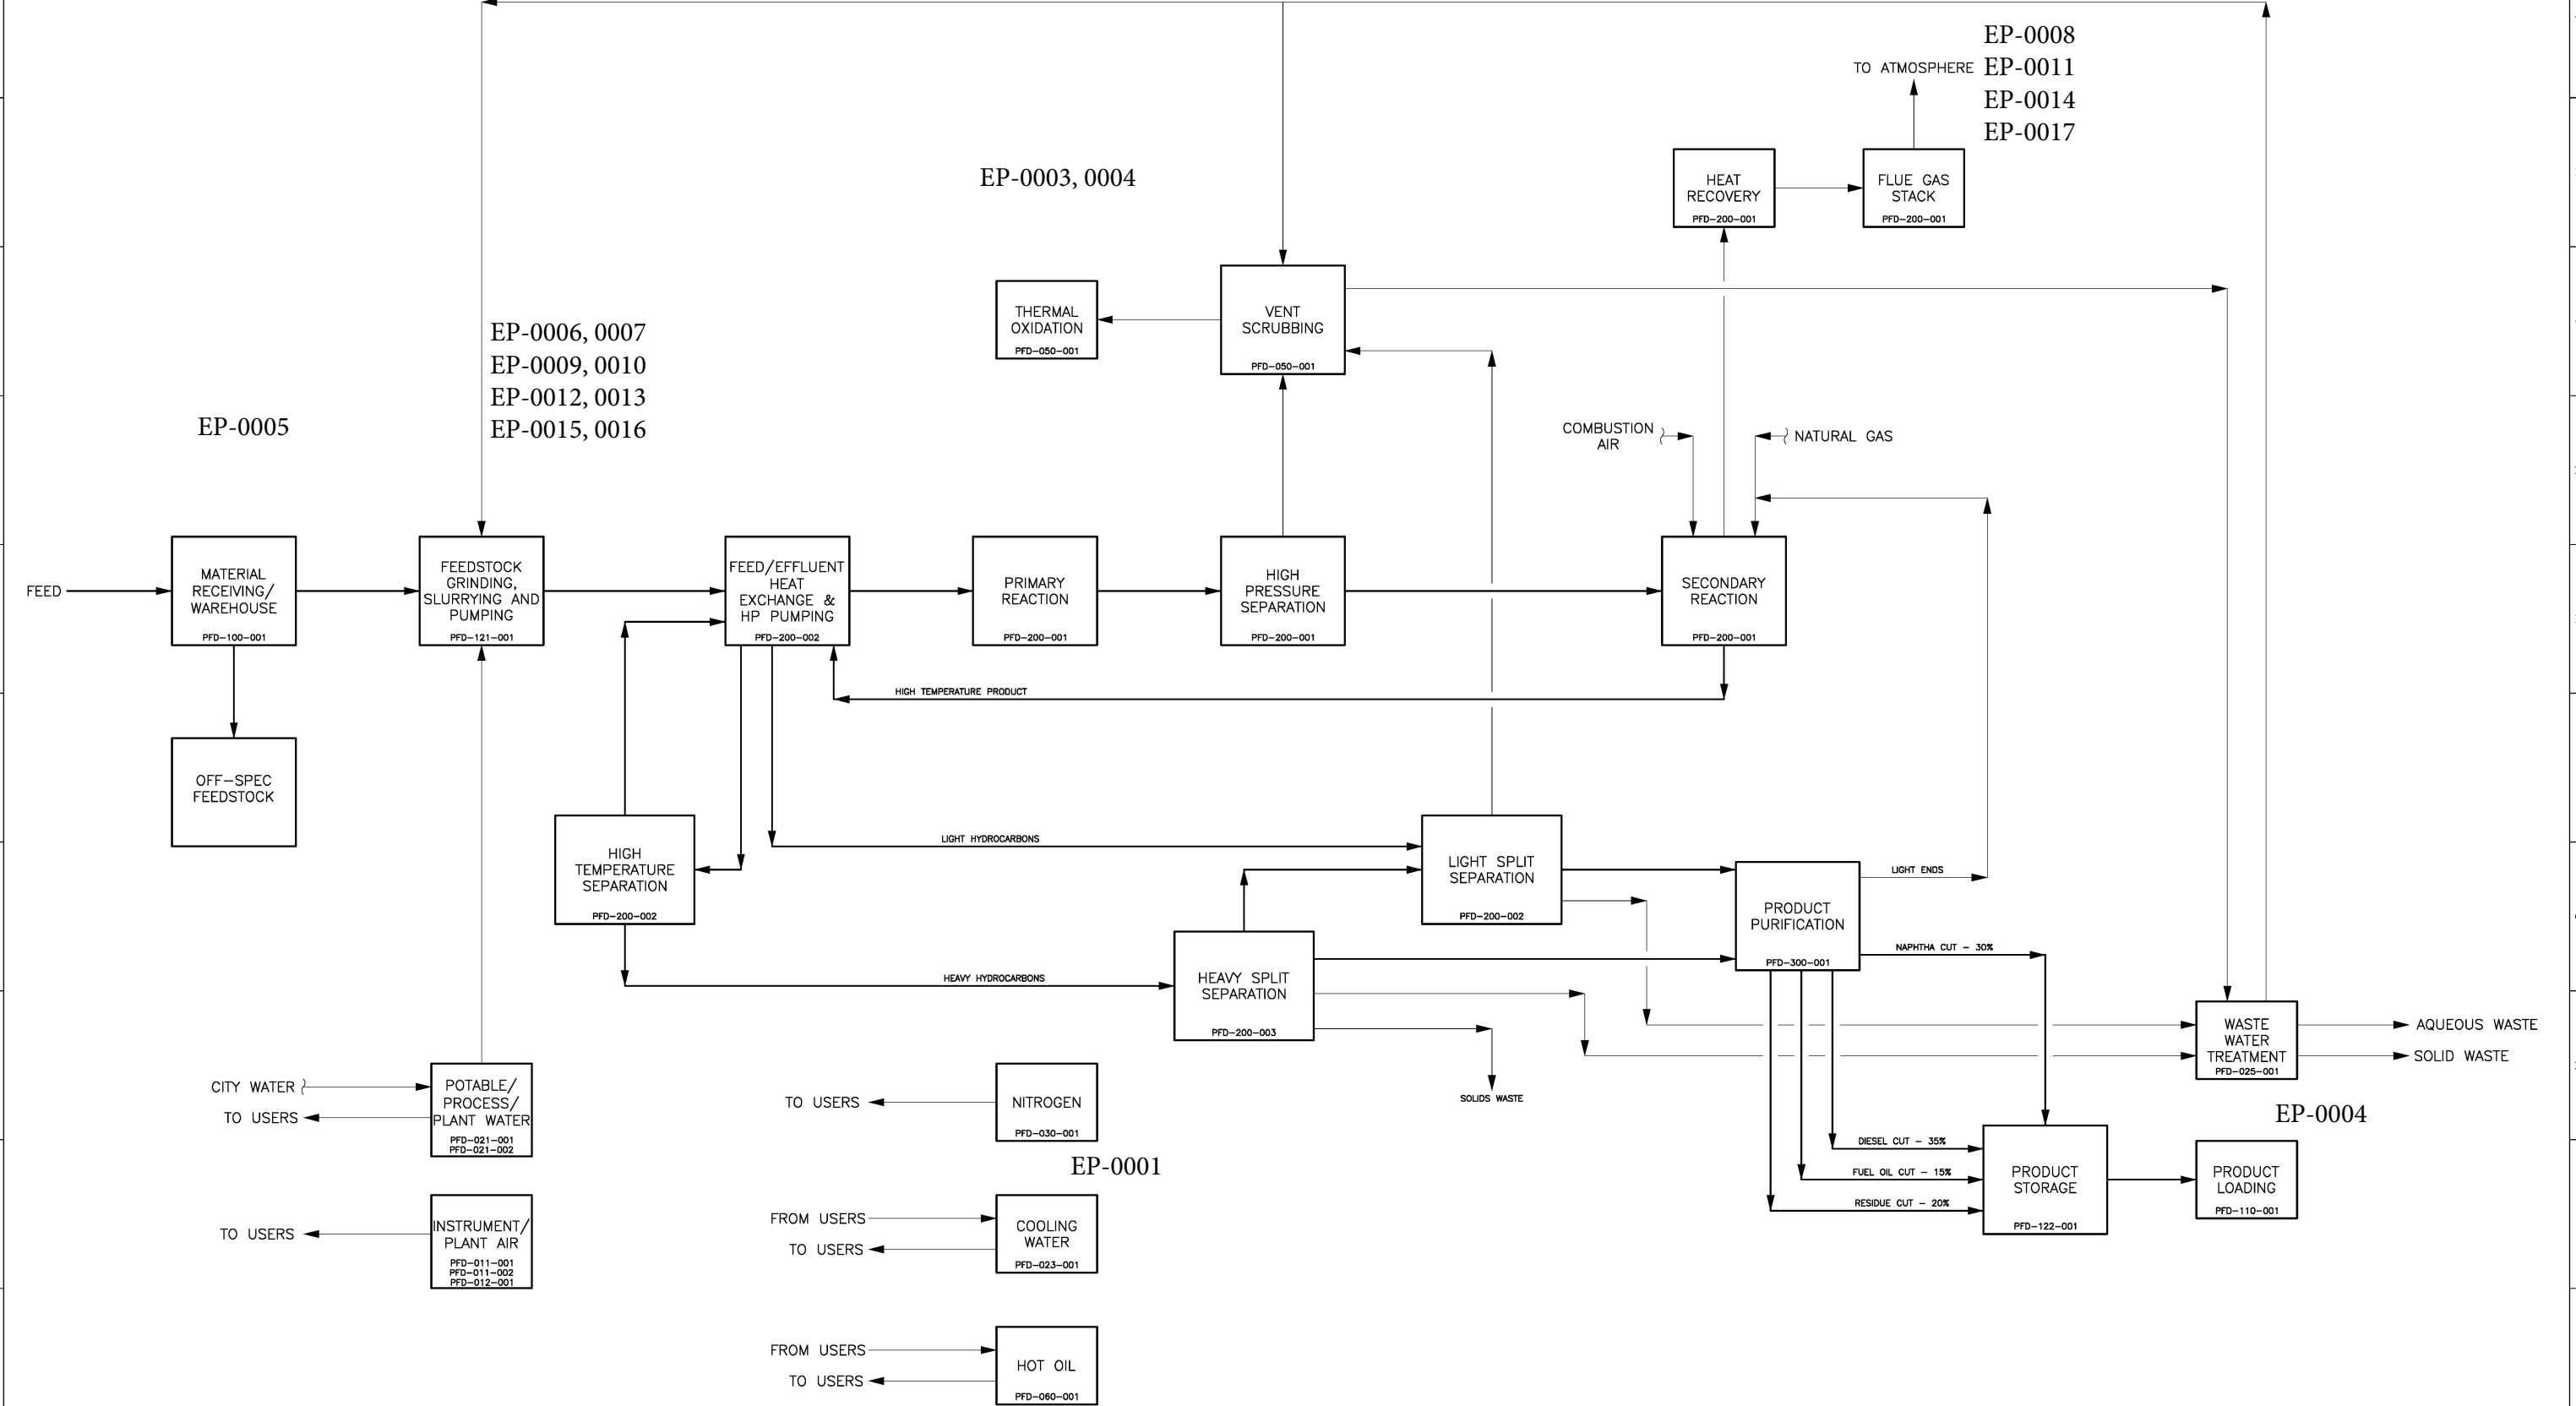 EP-0008
TO ATMOSPHERE EP-0011
EP-0014
EP-0017
EP-0003, 0004
HEAT
RECOVERY
PFD-200-001
FLUE GAS
STACK
PFD-200-001
THERMAL
OXIDATION
PFD-050-001
VENT
SCRUBBING
PFD-050-001
EP-0006, 0007
EP-0009, 0010
EP-0012, 0013
EP-0015, 0016
EP-0005
COMBUSTION
AIR
NATURAL GAS
FEED
MATERIAL
RECEIVING/
WAREHOUSE
PFD-100-001
FEEDSTOCK
GRINDING,
SLURRYING AND
PUMPING
PFD-121-001
FEED/EFFLUENT
HEAT
EXCHANGE &
HP PUMPING
PFD-200-002
PRIMARY
REACTION
PFD-200-001
HIGH
PRESSURE
SEPARATION
PFD-200-001
SECONDARY
REACTION
PFD-200-001
HIGH TEMPERATURE PRODUCT
OFF-SPEC
FEEDSTOCK
HIGH
TEMPERATURE
SEPARATION
PFD-200-002
LIGHT HYDROCARBONS
LIGHT SPLIT
SEPARATION
PFD-200-002
LIGHT ENDS
PRODUCT
PURIFICATION
PFD-300-001
NAPHTHA CUT - 30%
HEAVY HYDROCARBONS
HEAVY SPLIT
SEPARATION
PFD-200-003
SOLIDS WASTE
WASTE
WATER
TREATMENT
PFD-025-001
AQUEOUS WASTE
SOLID WASTE
CITY WATER
TO USERS
POTABLE/
PROCESS/
PLANT WATER
PFD-021-001
PFD-021-002
TO USERS
NITROGEN
PFD-030-001
EP-0001
EP-0004
DIESEL CUT - 35%
FUEL OIL CUT - 15%
RESIDUE CUT - 20%
PRODUCT
STORAGE
PFD-122-001
PRODUCT
LOADING
PFD-110-001
TO USERS
INSTRUMENT/
PLANT AIR
PFD-011-001
PFD-011-002
PFD-012-001
FROM USERS
TO USERS
COOLING
WATER
PFD-023-001
FROM USERS
TO USERS
HOT OIL
PFD-060-001